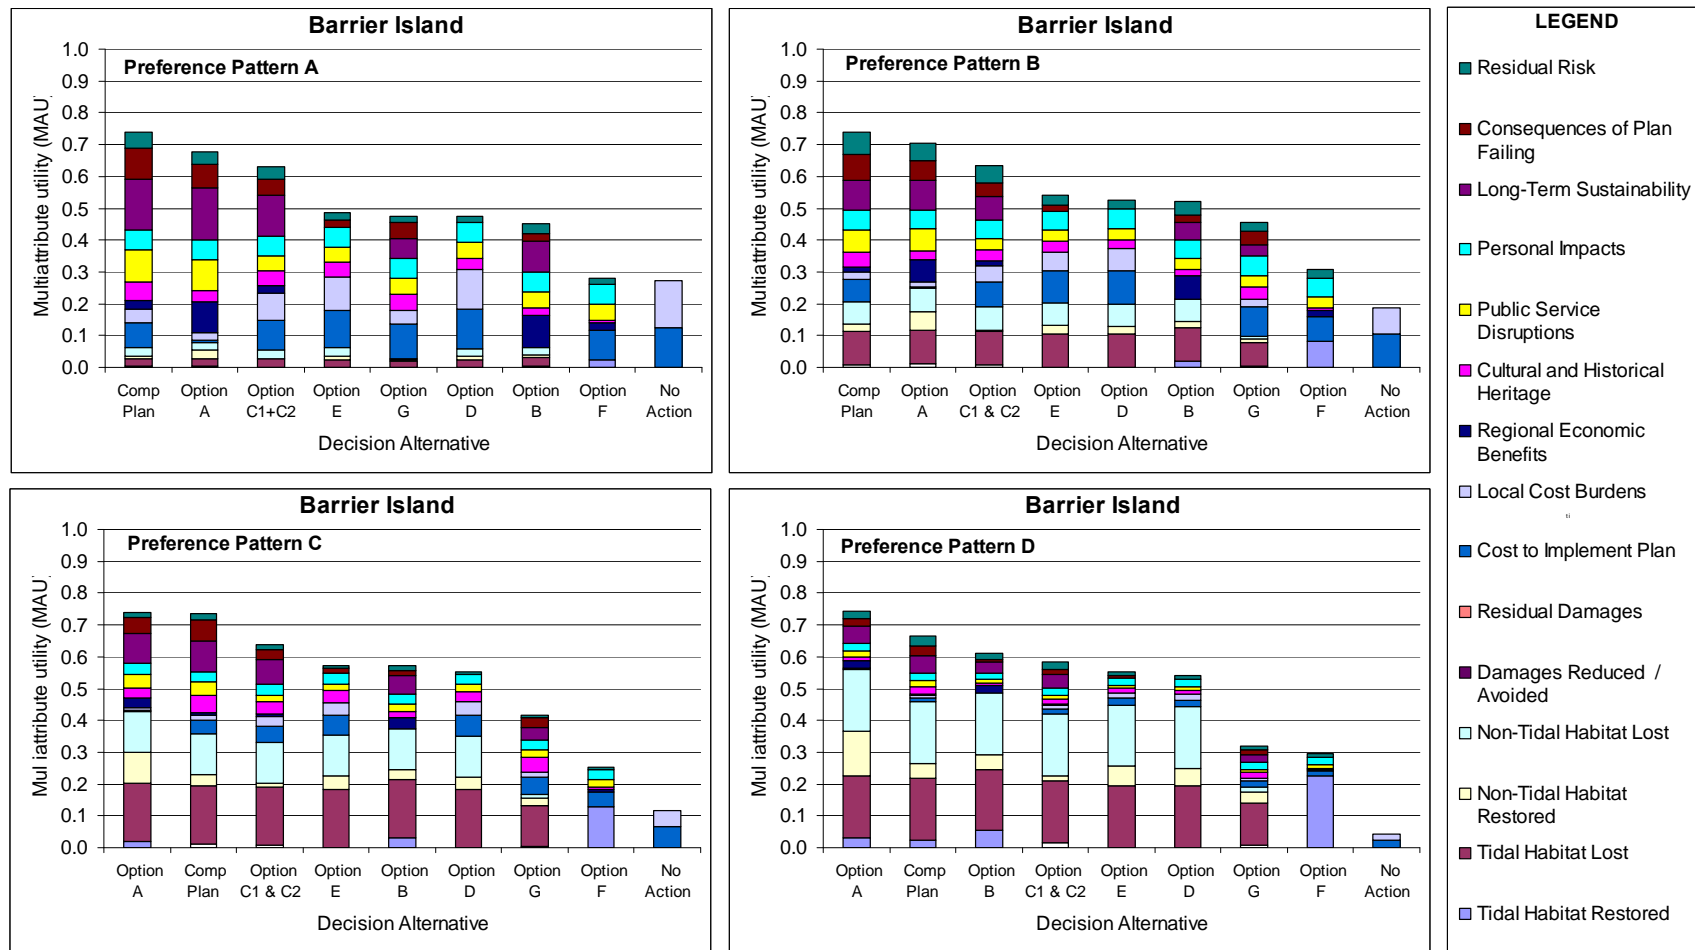 Barrier Island
Preference Pattern A
Multiattribute utility (MAU)
1.0
0.9
0.8
0.7
0.6
0.5
0.4
0.3
0.2
0.1
0.0
Comp Plan
Option A
Option C1+C2
Option E
Option G
Option D
Option B
Option F
No Action
Decision Alternative
Barrier Island
Preference Pattern B
Multiattribute utility (MAU)
1.0
0.9
0.8
0.7
0.6
0.5
0.4
0.3
0.2
0.1
0.0
Comp Plan
Option A
Option C1 & C2
Option E
Option D
Option B
Option G
Option F
No Action
Decision Alternative
Barrier Island
Preference Pattern C
Mul iattribute utility (MAU)
1.0
0.9
0.8
0.7
0.6
0.5
0.4
0.3
0.2
0.1
0.0
Option A
Comp Plan
Option C1 & C2
Option E
Option B
Option D
Option G
Option F
No Action
Decision Alternative
Barrier Island
Preference Pattern D
Mul iattribute utility (MAU)
1.0
0.9
0.8
0.7
0.6
0.5
0.4
0.3
0.2
0.1
0.0
Option A
Comp Plan
Option B
Option C1 & C2
Option E
Option D
Option G
Option F
No Action
Decision Alternative
LEGEND
Residual Risk
Consequences of Plan
Failing
Long-Term Sustainability
Personal Impacts
Public Service
Disruptions
Cultural and Historical
Heritage
Regional Economic
Benefits
Local Cost Burdens
Cost to Implement Plan
Residual Damages
Damages Reduced /
Avoided
Non-Tidal Habitat Lost
Non-Tidal Habitat
Restored
Tidal Habitat Lost
Tidal Habitat Restored